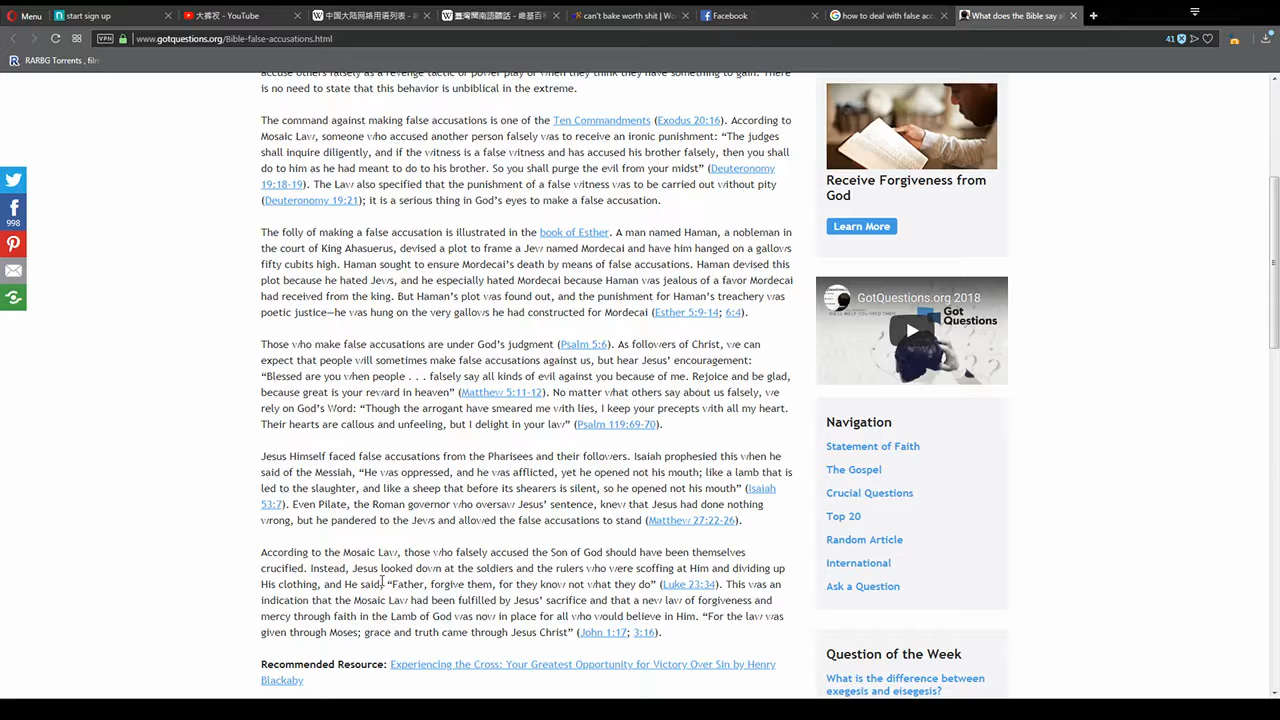 Menu
start sign up
大褲衩 - YouTube
中国大陆网络用语列表 -
臺灣閩南語髒話 - 維基百科
can't bake worth shit | Wo
Facebook
how to deal with false acc
What does the Bible say a
VPN
www.gotquestions.org/Bible-false-accusations.html
41
RARBG Torrents , film
accuse others falsely as a revenge tactic or power play or when they think they have something to gain. There
is no need to state that this behavior is unbiblical in the extreme.
The command against making false accusations is one of the Ten Commandments (Exodus 20:16). According to
Mosaic Law, someone who accused another person falsely was to receive an ironic punishment: “The judges
shall inquire diligently, and if the witness is a false witness and has accused his brother falsely, then you shall
do to him as he had meant to do to his brother. So you shall purge the evil from your midst” (Deuteronomy
19:18-19). The Law also specified that the punishment of a false witness was to be carried out without pity
(Deuteronomy 19:21); it is a serious thing in God’s eyes to make a false accusation.
The folly of making a false accusation is illustrated in the book of Esther. A man named Haman, a nobleman in
the court of King Ahasuerus, devised a plot to frame a Jew named Mordecai and have him hanged on a gallows
fifty cubits high. Haman sought to ensure Mordecai’s death by means of false accusations. Haman devised this
plot because he hated Jews, and he especially hated Mordecai because Haman was jealous of a favor Mordecai
had received from the king. But Haman’s plot was found out, and the punishment for Haman’s treachery was
poetic justice—he was hung on the very gallows he had constructed for Mordecai (Esther 5:9-14; 6:4).
Those who make false accusations are under God’s judgment (Psalm 5:6). As followers of Christ, we can
expect that people will sometimes make false accusations against us, but hear Jesus’ encouragement:
“Blessed are you when people . . . falsely say all kinds of evil against you because of me. Rejoice and be glad,
because great is your reward in heaven” (Matthew 5:11-12). No matter what others say about us falsely, we
rely on God’s Word: “Though the arrogant have smeared me with lies, I keep your precepts with all my heart.
Their hearts are callous and unfeeling, but I delight in your law” (Psalm 119:69-70).
Jesus Himself faced false accusations from the Pharisees and their followers. Isaiah prophesied this when he
said of the Messiah, “He was oppressed, and he was afflicted, yet he opened not his mouth; like a lamb that is
led to the slaughter, and like a sheep that before its shearers is silent, so he opened not his mouth” (Isaiah
53:7). Even Pilate, the Roman governor who oversaw Jesus’ sentence, knew that Jesus had done nothing
wrong, but he pandered to the Jews and allowed the false accusations to stand (Matthew 27:22-26).
According to the Mosaic Law, those who falsely accused the Son of God should have been themselves
crucified. Instead, Jesus looked down at the soldiers and the rulers who were scoffing at Him and dividing up
His clothing, and He said, “Father, forgive them, for they know not what they do” (Luke 23:34). This was an
indication that the Mosaic Law had been fulfilled by Jesus’ sacrifice and that a new law of forgiveness and
mercy through faith in the Lamb of God was now in place for all who would believe in Him. “For the law was
given through Moses; grace and truth came through Jesus Christ” (John 1:17; 3:16).
Recommended Resource: Experiencing the Cross: Your Greatest Opportunity for Victory Over Sin by Henry
Blackaby
998
Receive Forgiveness from
God
Learn More
GotQuestions.org 2018
Got
Questions
Navigation
Statement of Faith
The Gospel
Crucial Questions
Top 20
Random Article
International
Ask a Question
Question of the Week
What is the difference between
exegesis and eisegesis?